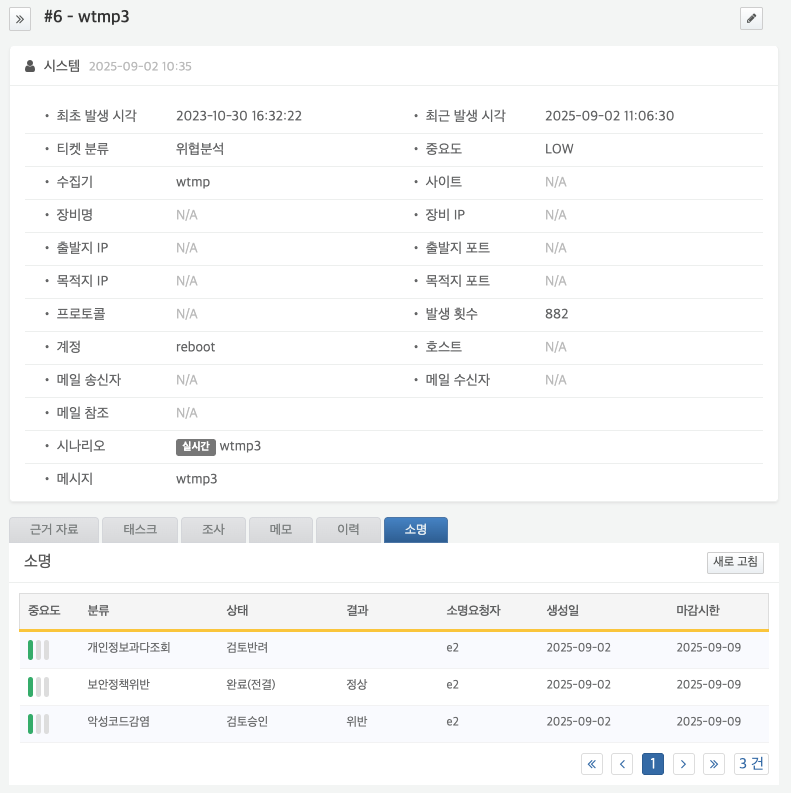 #6 - wtmp3
시스템 2025-09-02 10:35
• 최초 발생 시각 2023-10-30 16:32:22 • 최근 발생 시각 2025-09-02 11:06:30
• 티켓 분류 위협분석 • 중요도 LOW
• 수집기 wtmp • 사이트 N/A
• 장비명 N/A • 장비 IP N/A
• 출발지 IP N/A • 출발지 포트 N/A
• 목적지 IP N/A • 목적지 포트 N/A
• 프로토콜 N/A • 발생 횟수 882
• 계정 reboot • 호스트 N/A
• 메일 송신자 N/A • 메일 수신자 N/A
• 메일 참조 N/A
• 시나리오 실시간 wtmp3
• 메시지 wtmp3
근거 자료 태스크 조사 메모 이력 소명
소명 새로 고침
중요도 분류 상태 결과 소명요청자 생성일 마감시한
개인정보과다조회 검토반려 e2 2025-09-02 2025-09-09
보안정책위반 완료(전결) 정상 e2 2025-09-02 2025-09-09
악성코드감염 검토승인 위반 e2 2025-09-02 2025-09-09
« ‹ 1 › » 3 건